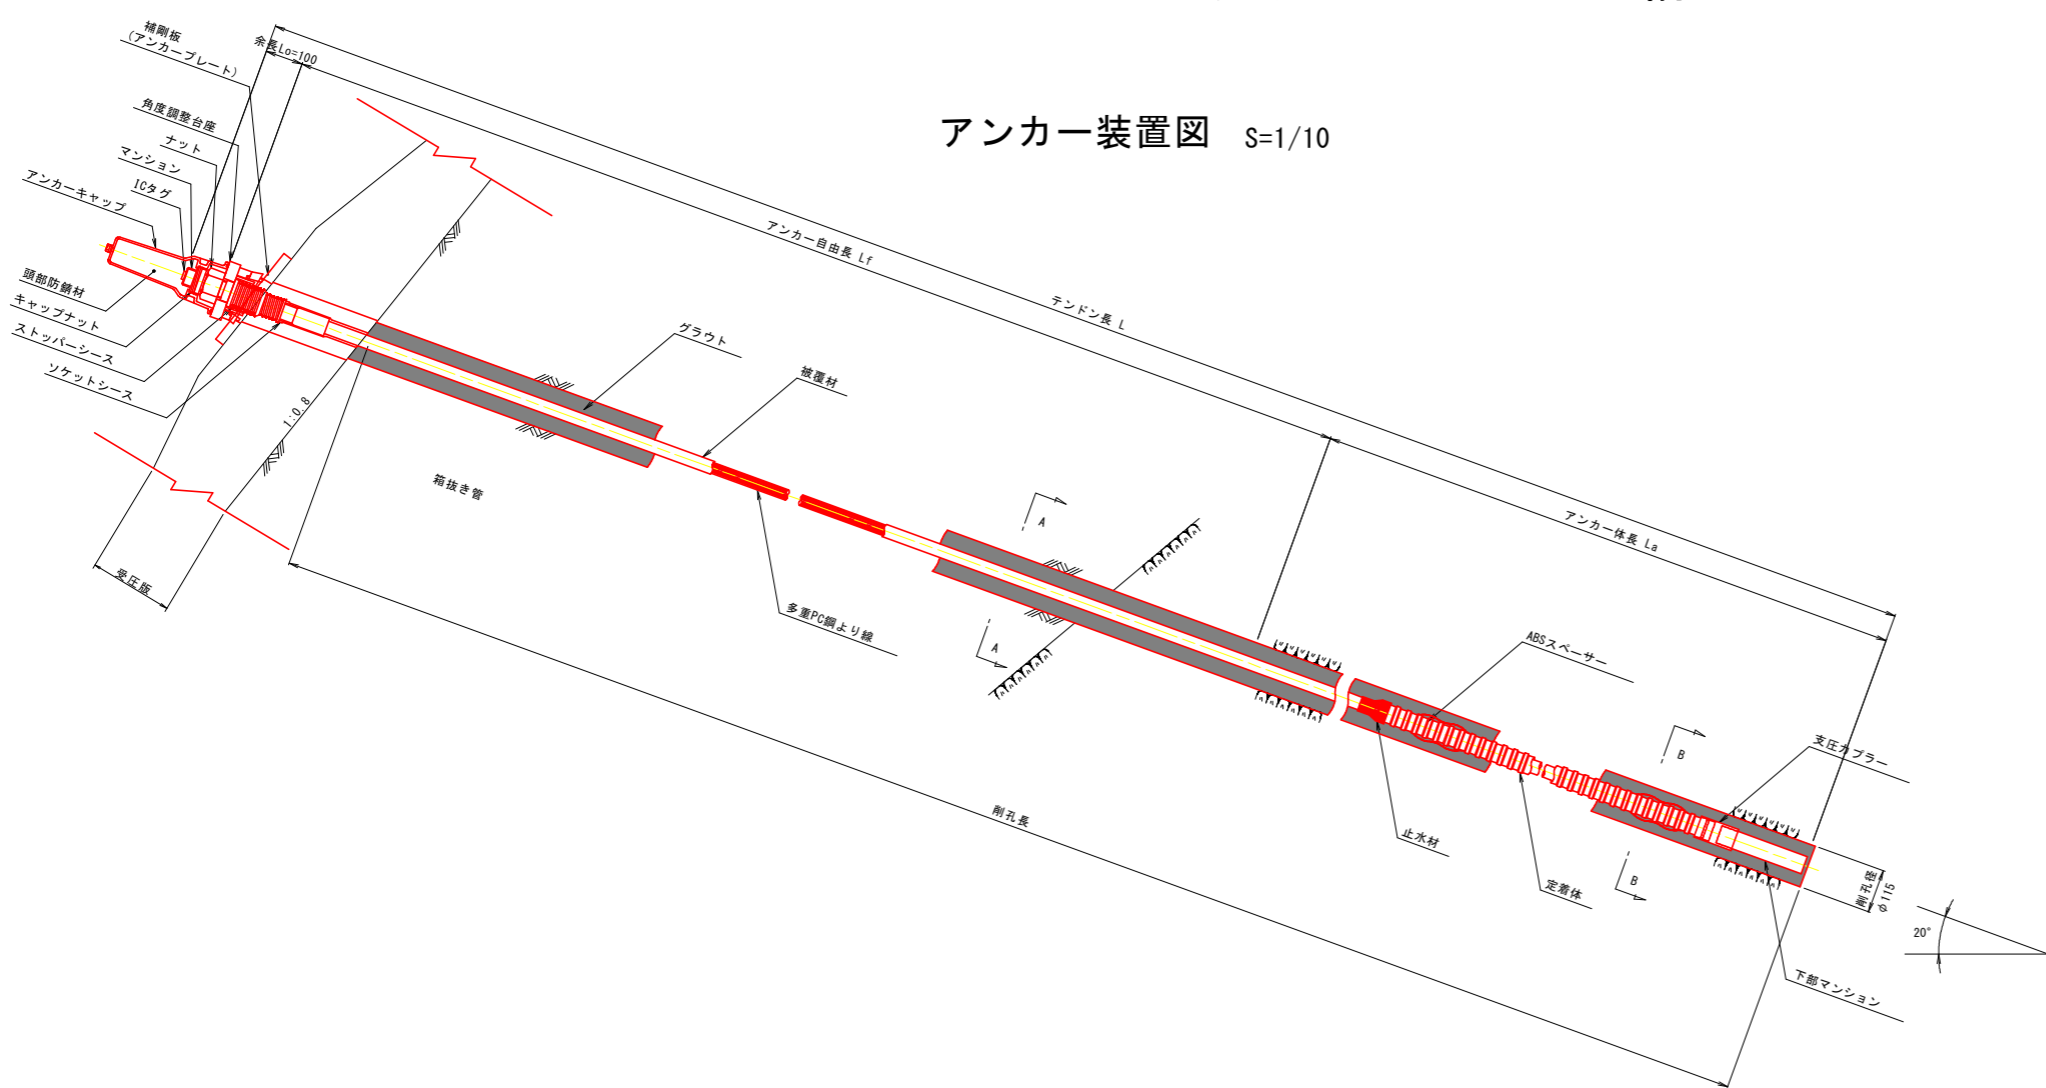 補剛板
(アンカープレート)
余長Lo=100
角度調整台座
ナット
マンション
ICタグ
アンカーキャップ
頭部防錆材
キャップナット
ストッパーシース
ソケットシース
アンカー装置図 S=1/10
アンカー自由長 Lf
テンドン長 L
グラウト
被覆材
1:0.8
箱抜き管
受圧版
A
A
多重PC鋼より線
アンカー体長 La
ABSスペーサー
B
支圧カプラー
削孔長
止水材
定着体
B
削孔径
φ115
20°
下部マンション